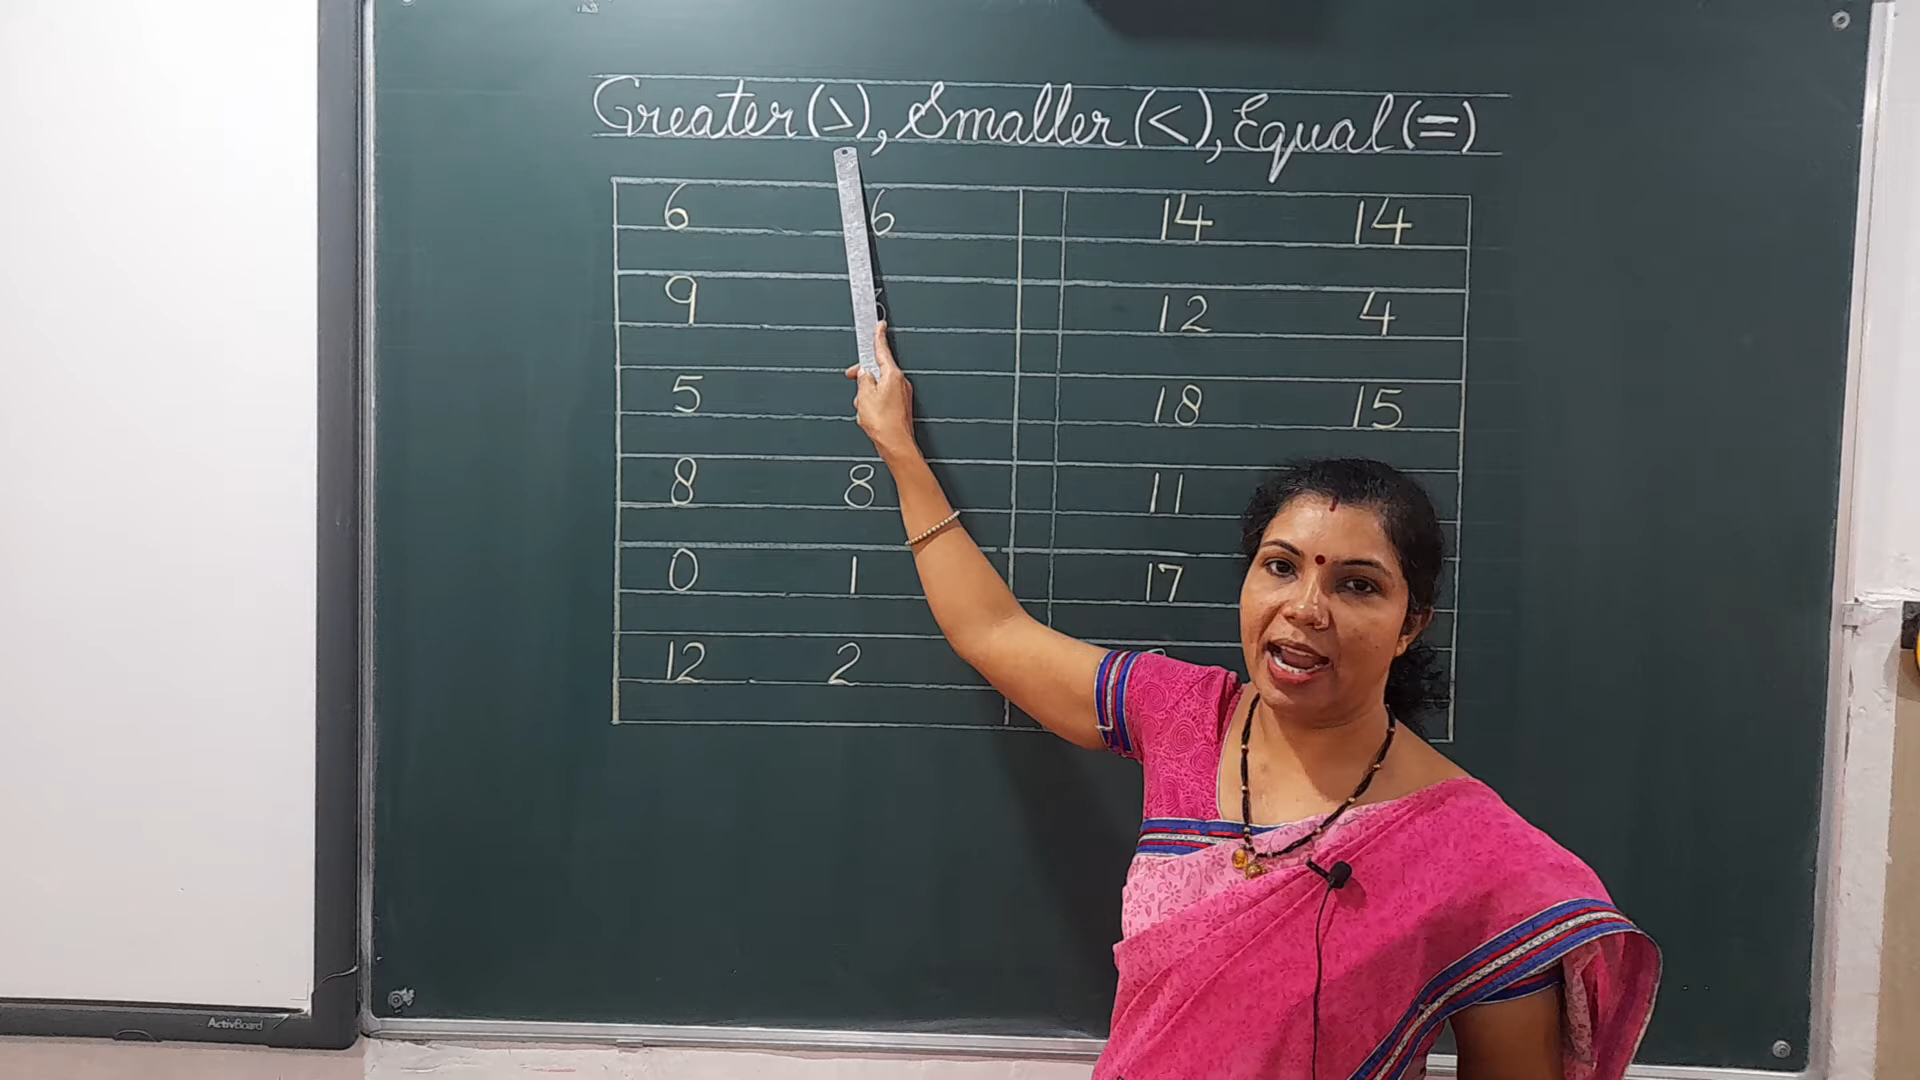 Greater (>), Smaller (<), Equal (=)
6 6 14 14
9 12 4
5 18 15
8 8 11
0 1 17
12 2
ActivBoard